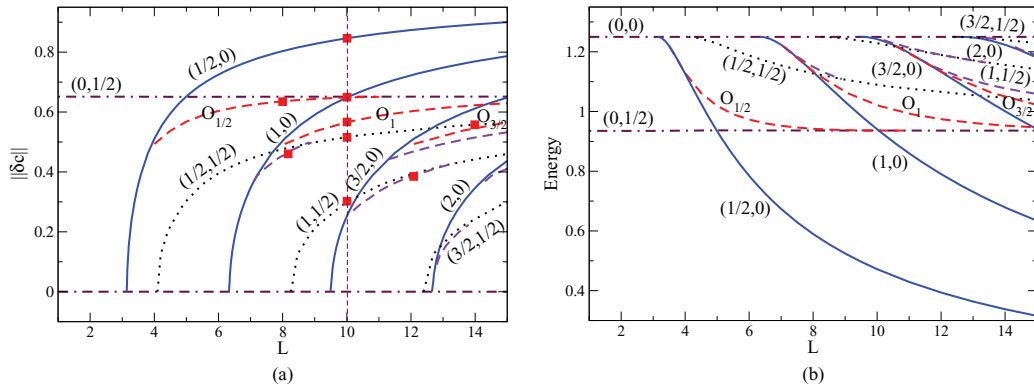 0.8
0.6
0.4
0.2
0
||δc||
(0,1/2)
(1/2,0)
O1/2
(1,0)
O1
O3/2
(1/2,1/2)
(3/2,0)
(1,1/2)
(2,0)
(3/2,1/2)
2 4 6 8 10 12 14
L
(a)
1.2
1
0.8
0.6
0.4
Energy
(0,0)
(3/2,1/2)
(2,0)
(1,1/2)
(1/2,1/2)
(3/2,0)
O1/2
O1
O3/2
(0,1/2)
(1,0)
(1/2,0)
2 4 6 8 10 12 14
L
(b)